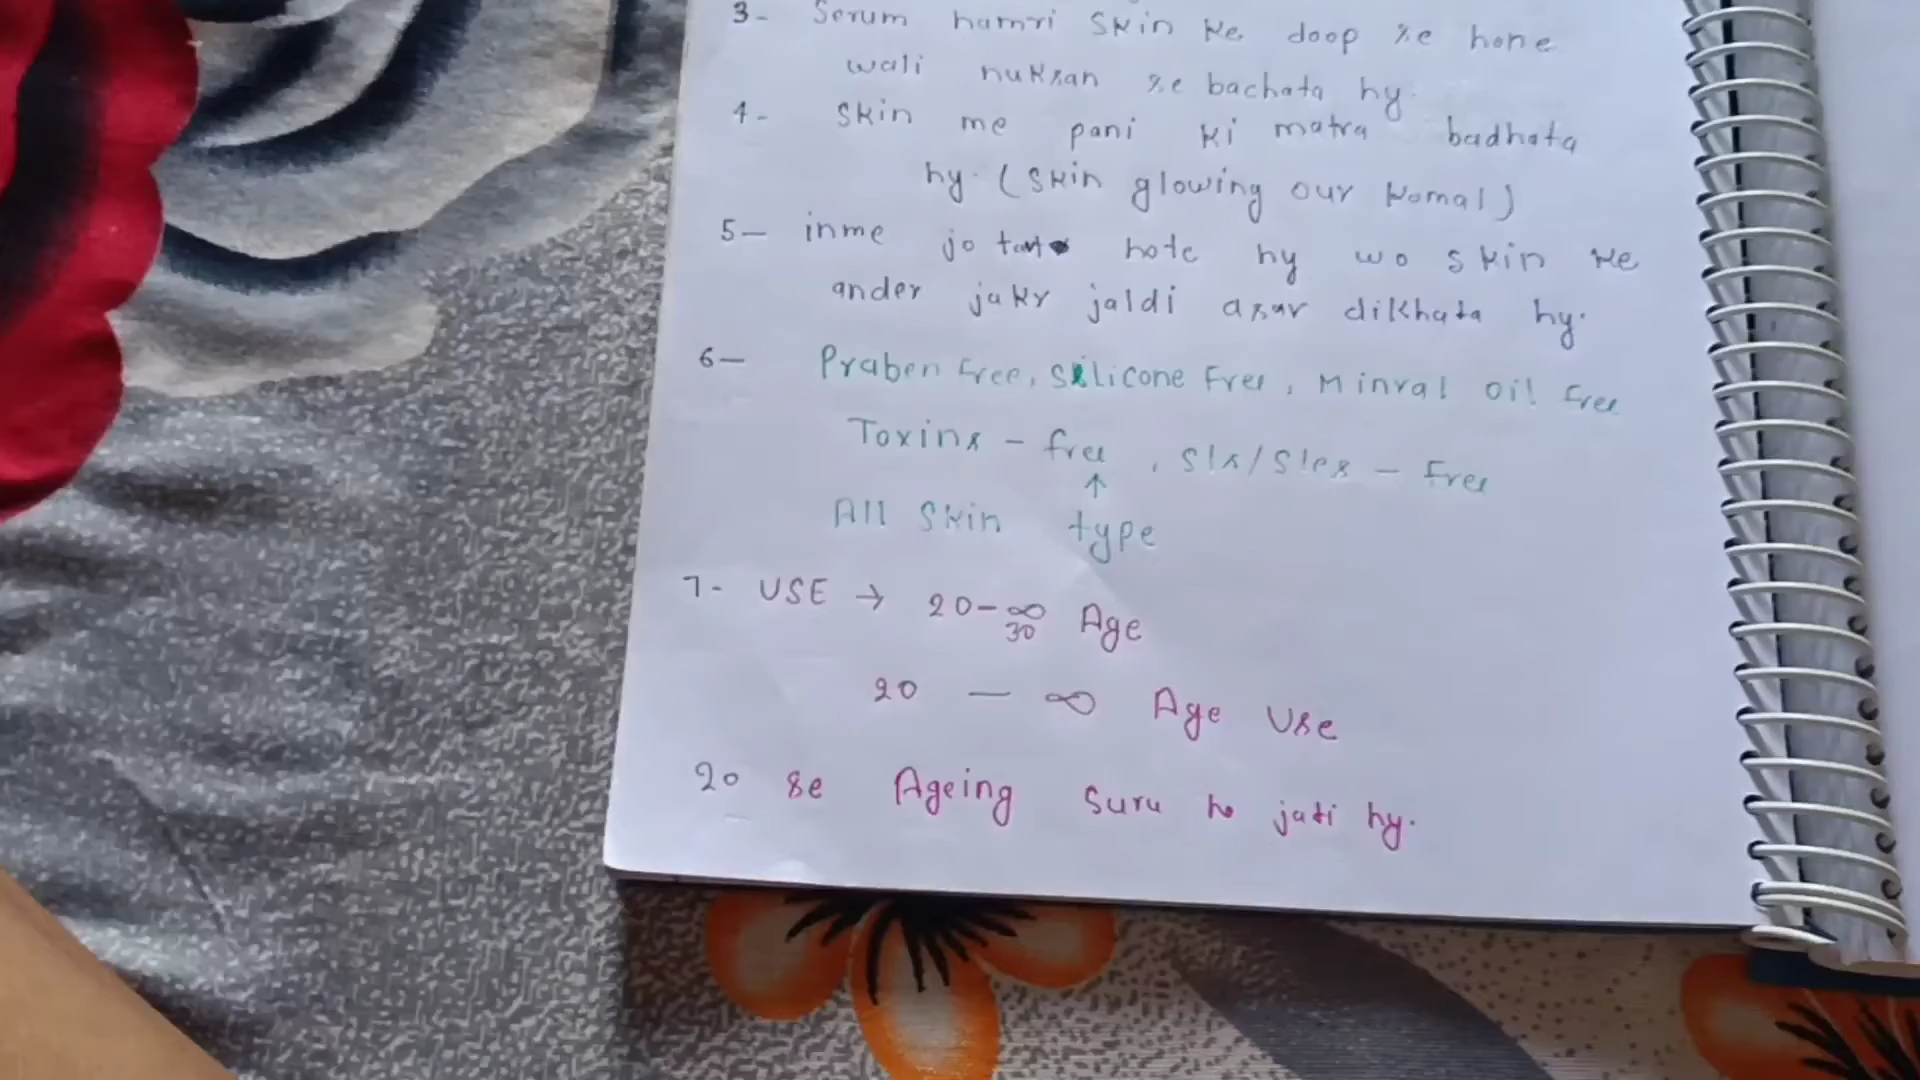 3- Serum hamri Skin ke doop se hone
wali nuksan se bachata hy.
4- Skin me pani ki matra badhata
hy. (Skin glowing our Komal)
5- inme jo tat hote hy wo skin ke
ander jakr jaldi asar dikhata hy.
6- Praben Free, Silicone Free, Minral Oil Free
Toxins - free, Sls/Sles - Free
↑
All Skin type
7- USE → 20-∞ Age
30
20 — ∞ Age Use
20 se Ageing Suru ho jati hy.